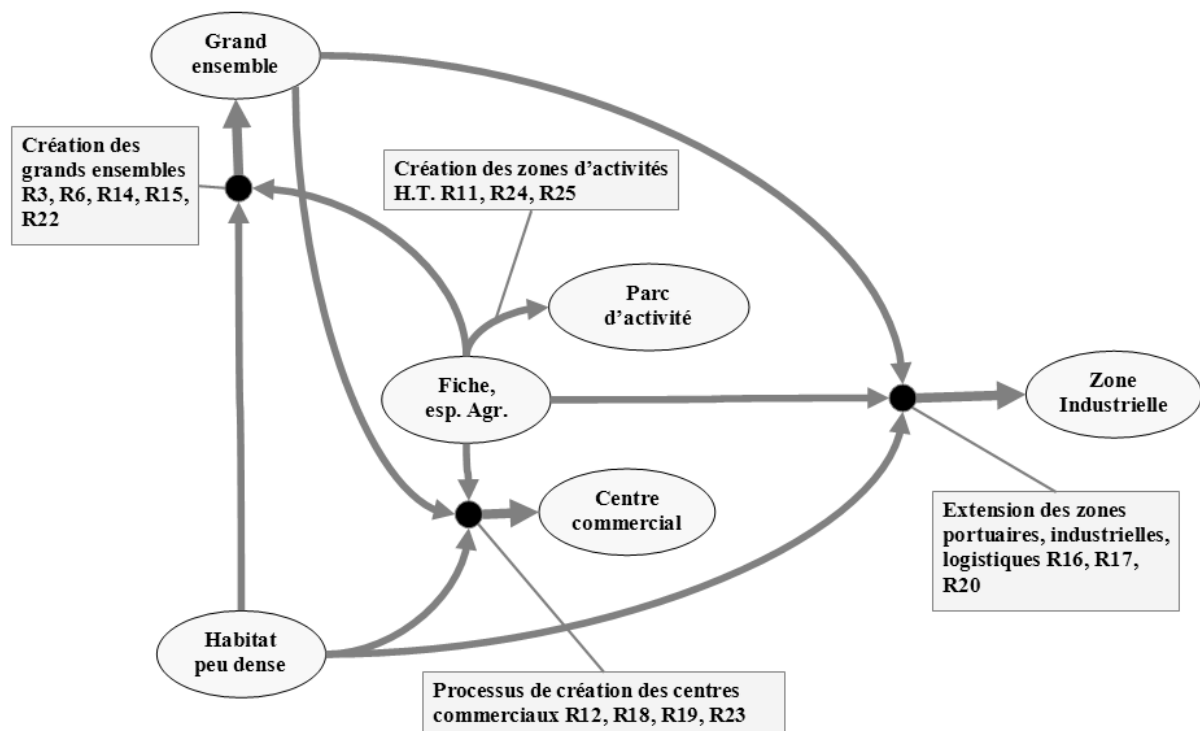 Grand
ensemble
Création des
grands ensembles
R3, R6, R14, R15,
R22
Création des zones d’activités
H.T. R11, R24, R25
Parc
d’activité
Fiche,
esp. Agr.
Zone
Industrielle
Centre
commercial
Extension des zones
portuaires, industrielles,
logistiques R16, R17,
R20
Habitat
peu dense
Processus de création des centres
commerciaux R12, R18, R19, R23